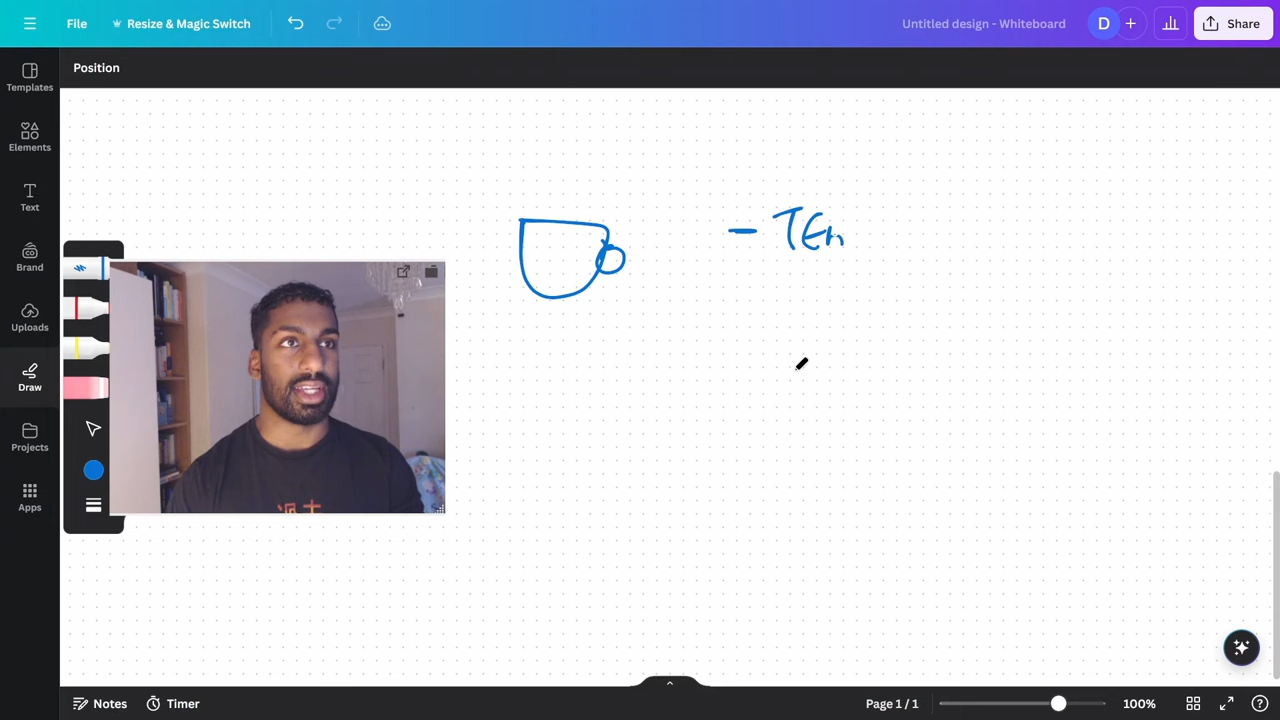 File
Resize & Magic Switch
Untitled design - Whiteboard
D
+
Share
Position
Templates
Elements
T
Text
co
Brand
Uploads
Draw
Projects
Apps
- TEn
Notes
Timer
Page 1 / 1
100%
?